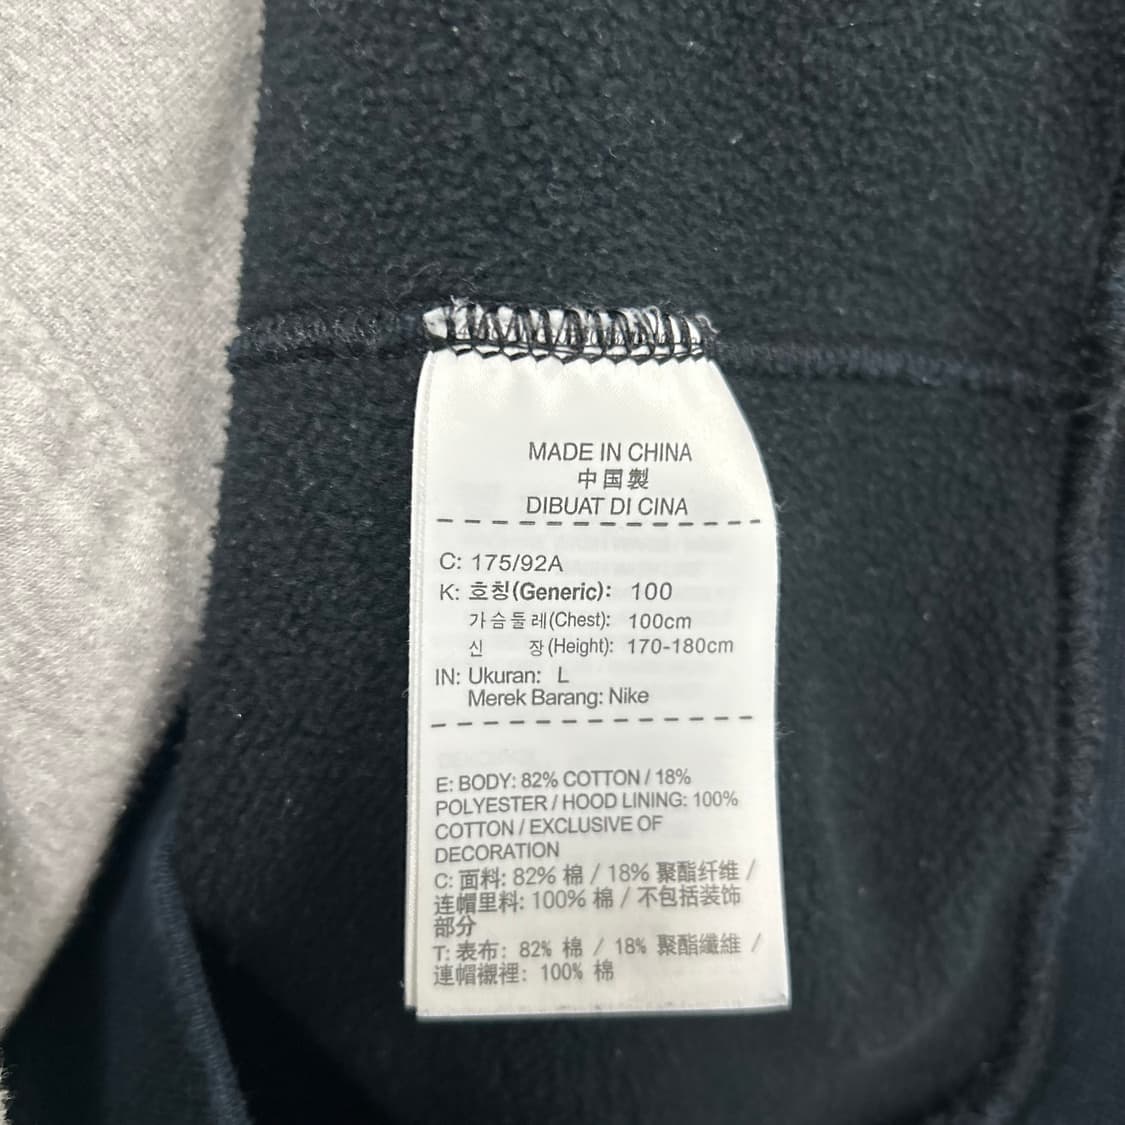 MADE IN CHINA
中国製
DIBUAT DI CINA
C: 175/92A
K: 호칭(Generic): 100
가슴둘레(Chest): 100cm
신 장(Height): 170-180cm
IN: Ukuran: L
Merek Barang: Nike
E: BODY: 82% COTTON / 18%
POLYESTER / HOOD LINING: 100%
COTTON / EXCLUSIVE OF
DECORATION
C: 面料: 82% 棉 / 18% 聚酯纤维 /
连帽里料: 100% 棉 / 不包括装饰
部分
T: 表布: 82% 棉 / 18% 聚酯纖維 /
連帽襯裡: 100% 棉